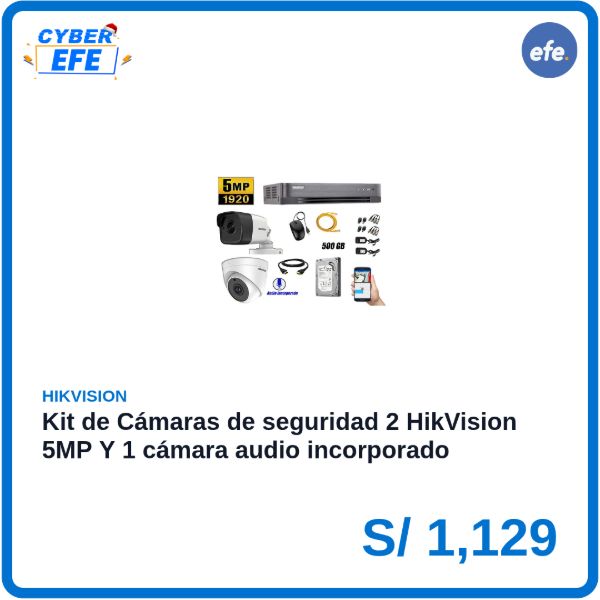 CYBER
EFE
efe.
5MP
1920
500 GB
HIKVISION
Kit de Cámaras de seguridad 2 HikVision
5MP Y 1 cámara audio incorporado
S/ 1,129